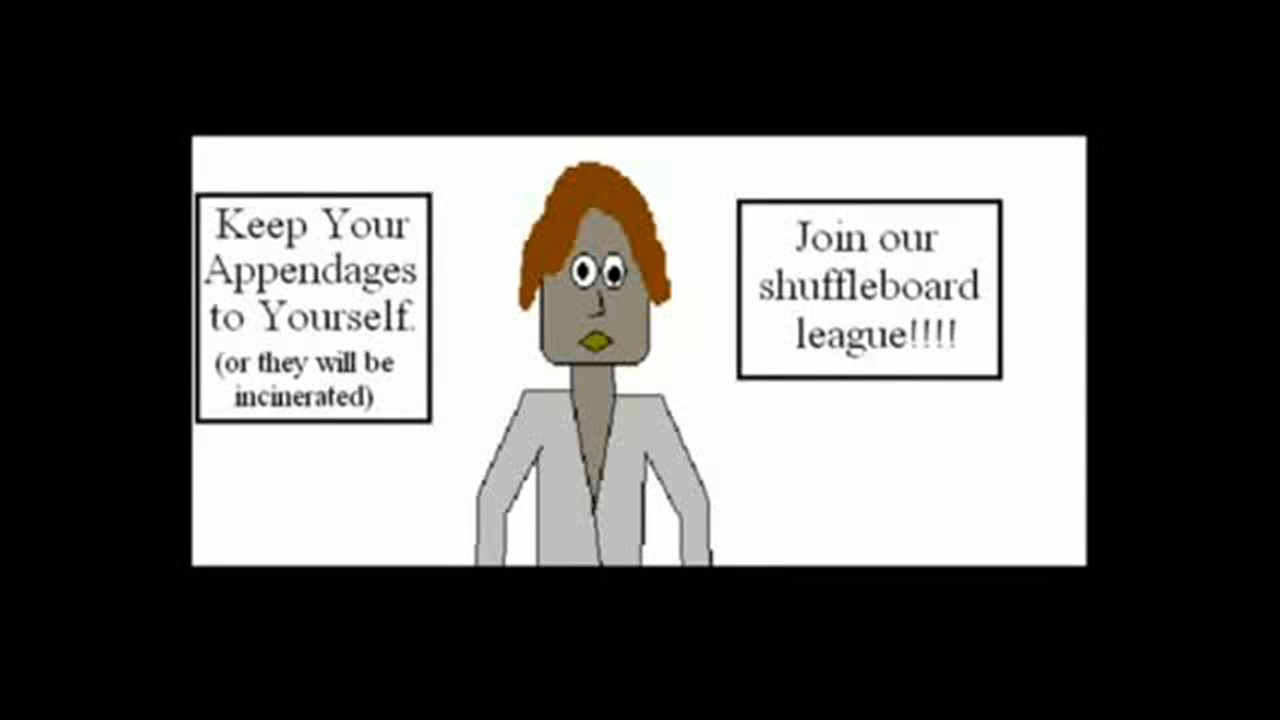 Keep Your
Appendages
to Yourself.
(or they will be
incinerated)
Join our
shuffleboard
league!!!!